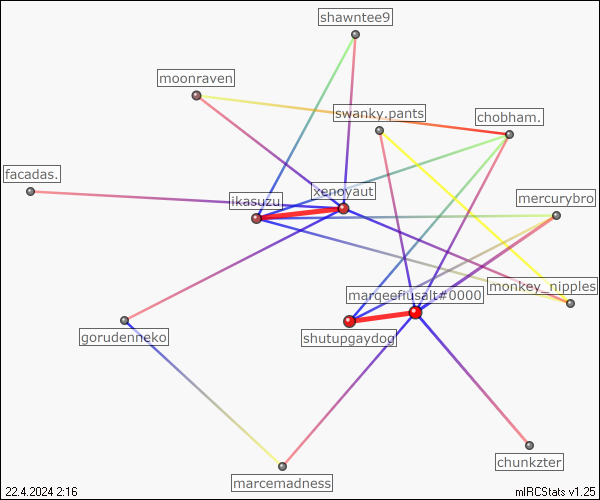 shawntee9
moonraven
swanky.pants
chobham.
facadas.
xenoyaut
ikasuzu
mercurybro
monkey_nipples
marqeefiusalt#0000
gorudenneko
shutupgaydog
chunkzter
marcemadness
22.4.2024 2:16
mIRCStats v1.25